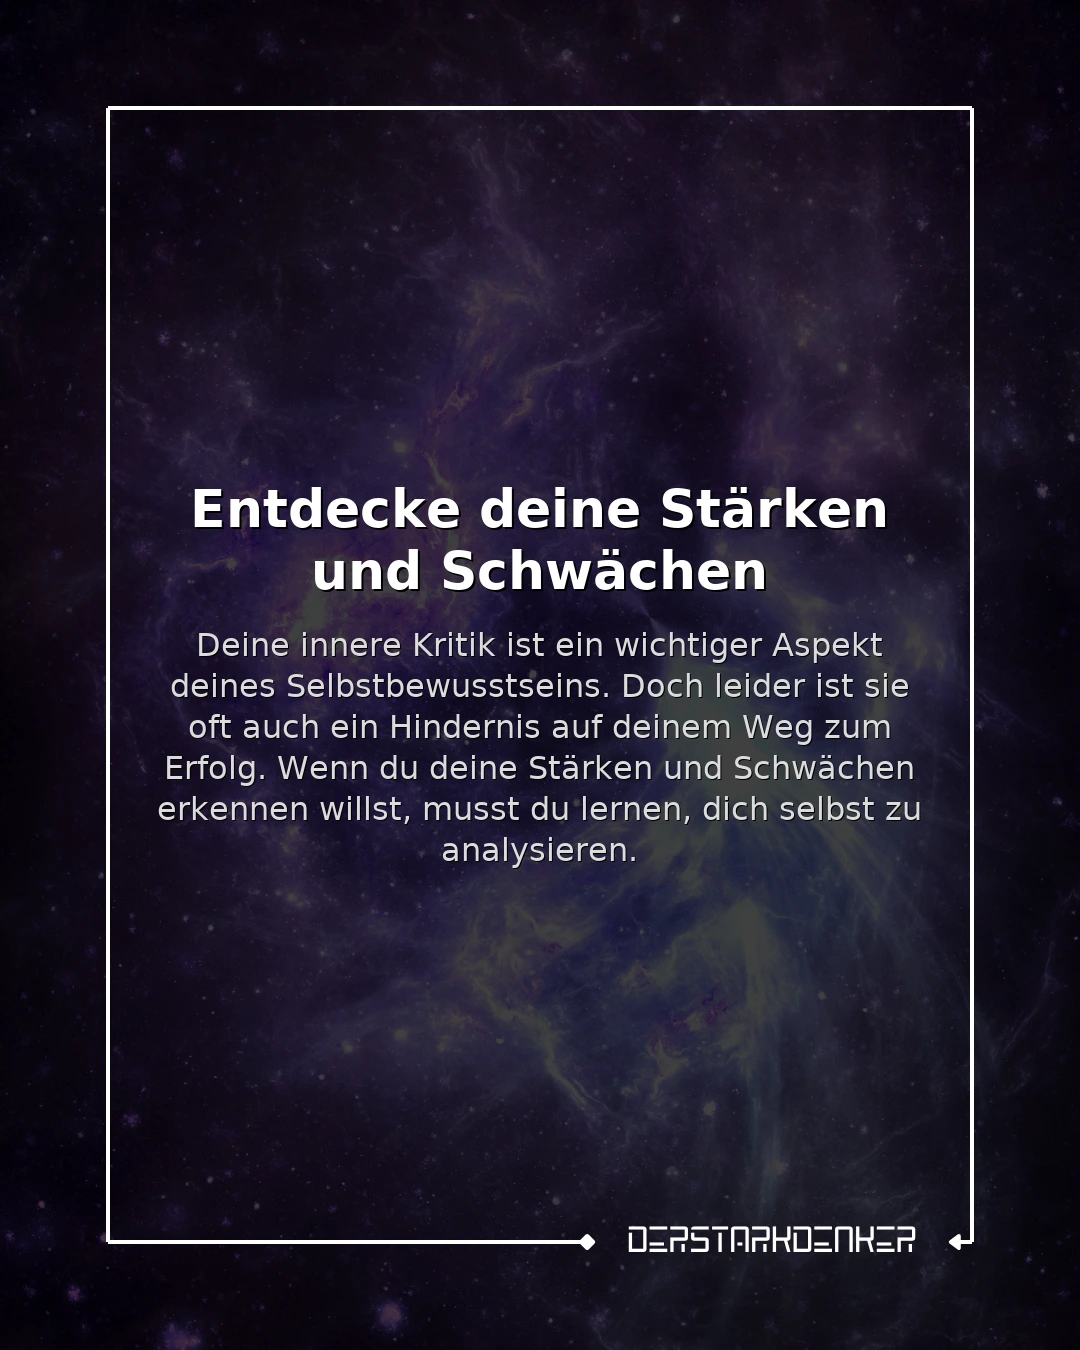 Entdecke deine Stärken
und Schwächen
Deine innere Kritik ist ein wichtiger Aspekt
deines Selbstbewusstseins. Doch leider ist sie
oft auch ein Hindernis auf deinem Weg zum
Erfolg. Wenn du deine Stärken und Schwächen
erkennen willst, musst du lernen, dich selbst zu
analysieren.
DERSTARKDENKER